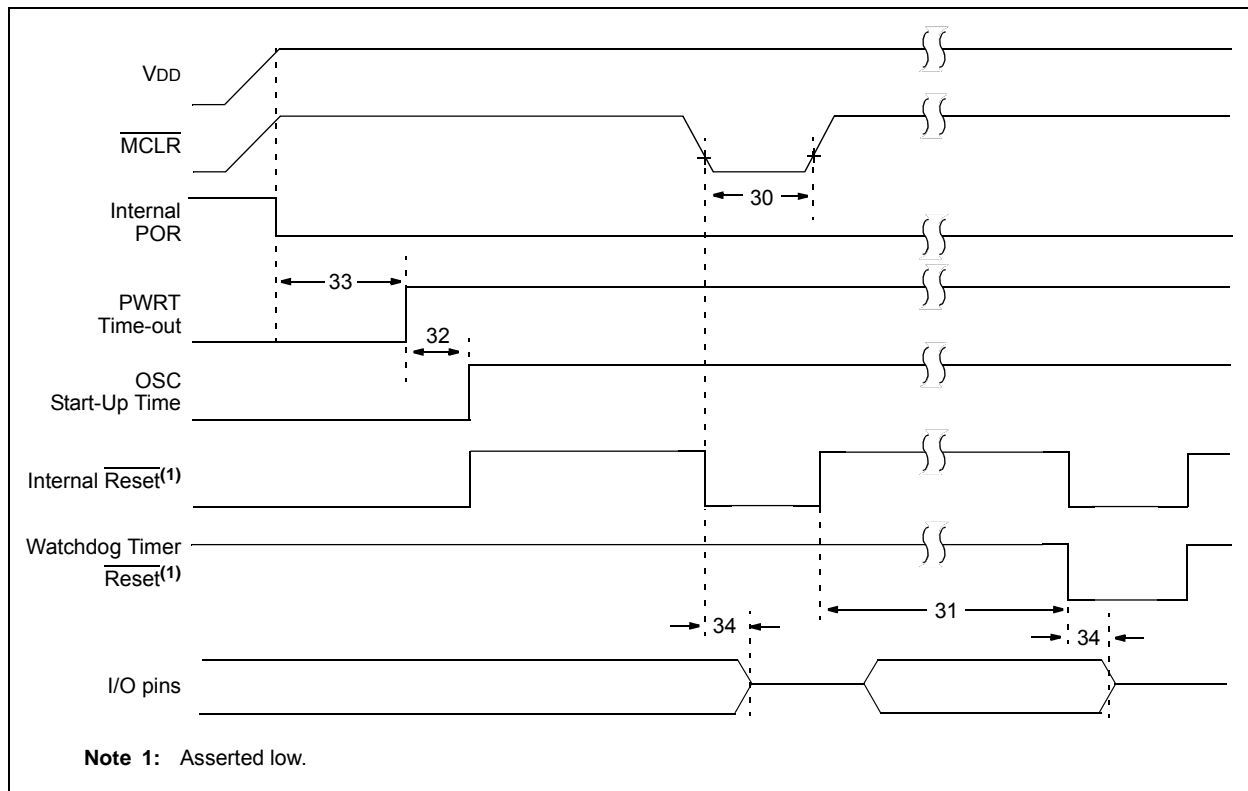 VDD
MCLR
30
Internal
POR
33
PWRT
Time-out
32
OSC
Start-Up Time
Internal Reset(1)
Watchdog Timer
Reset(1)
31
34
34
I/O pins
Note 1: Asserted low.